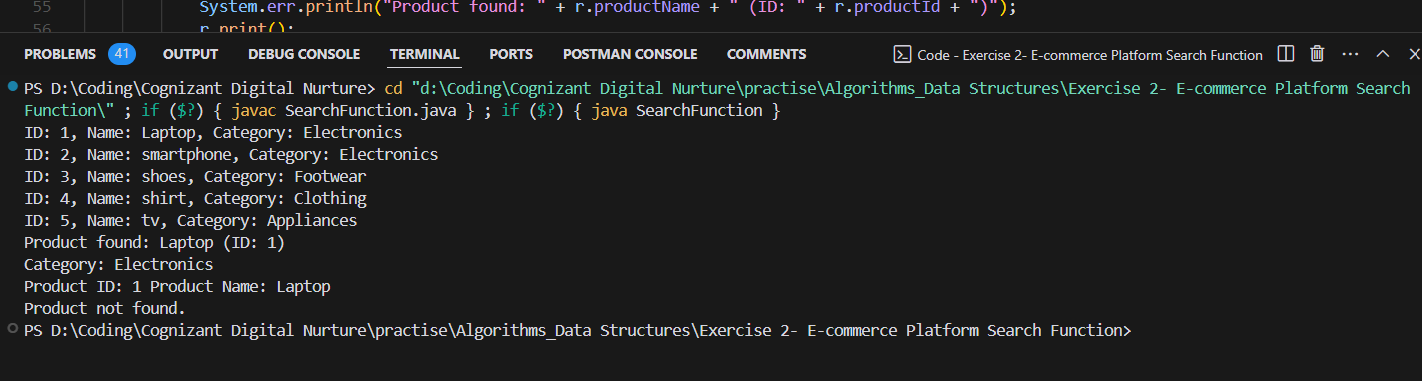 55 System.err.println("Product found: " + r.productName + " (ID: " + r.productId + ")");
56 r.print();
PROBLEMS 41 OUTPUT DEBUG CONSOLE TERMINAL PORTS POSTMAN CONSOLE COMMENTS Code - Exercise 2- E-commerce Platform Search Function
PS D:\Coding\Cognizant Digital Nurture> cd "d:\Coding\Cognizant Digital Nurture\practise\Algorithms_Data Structures\Exercise 2- E-commerce Platform Search
Function\" ; if ($?) { javac SearchFunction.java } ; if ($?) { java SearchFunction }
ID: 1, Name: Laptop, Category: Electronics
ID: 2, Name: smartphone, Category: Electronics
ID: 3, Name: shoes, Category: Footwear
ID: 4, Name: shirt, Category: Clothing
ID: 5, Name: tv, Category: Appliances
Product found: Laptop (ID: 1)
Category: Electronics
Product ID: 1 Product Name: Laptop
Product not found.
PS D:\Coding\Cognizant Digital Nurture\practise\Algorithms_Data Structures\Exercise 2- E-commerce Platform Search Function>